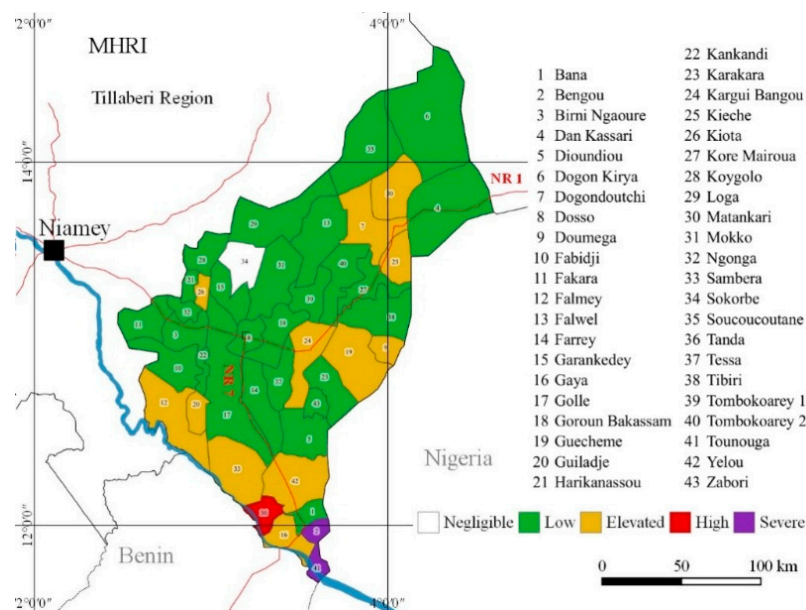 2°0'0"
4°0'0"
MHRI
Tillaberi Region
14°0'0"
Niamey
NR 1
12°0'0"
Benin
Nigeria
2°0'0"
4°0'0"
1 Bana
2 Bengou
3 Birni Ngaoure
4 Dan Kassari
5 Dioundiou
6 Dogon Kirya
7 Dogondoutchi
8 Dosso
9 Doumega
10 Fabidji
11 Fakara
12 Falmey
13 Falwel
14 Farrey
15 Garankedey
16 Gaya
17 Golle
18 Goroun Bakassam
19 Guecheme
20 Guiladje
21 Harikanassou
22 Kankandi
23 Karakara
24 Kargui Bangou
25 Kieche
26 Kiota
27 Kore Mairoua
28 Koygolo
29 Loga
30 Matankari
31 Mokko
32 Ngonga
33 Sambera
34 Sokorbe
35 Soucoucoutane
36 Tanda
37 Tessa
38 Tibiri
39 Tombokoarey 1
40 Tombokoarey 2
41 Tounouga
42 Yelou
43 Zabori
Negligible Low Elevated High Severe
0 50 100 km